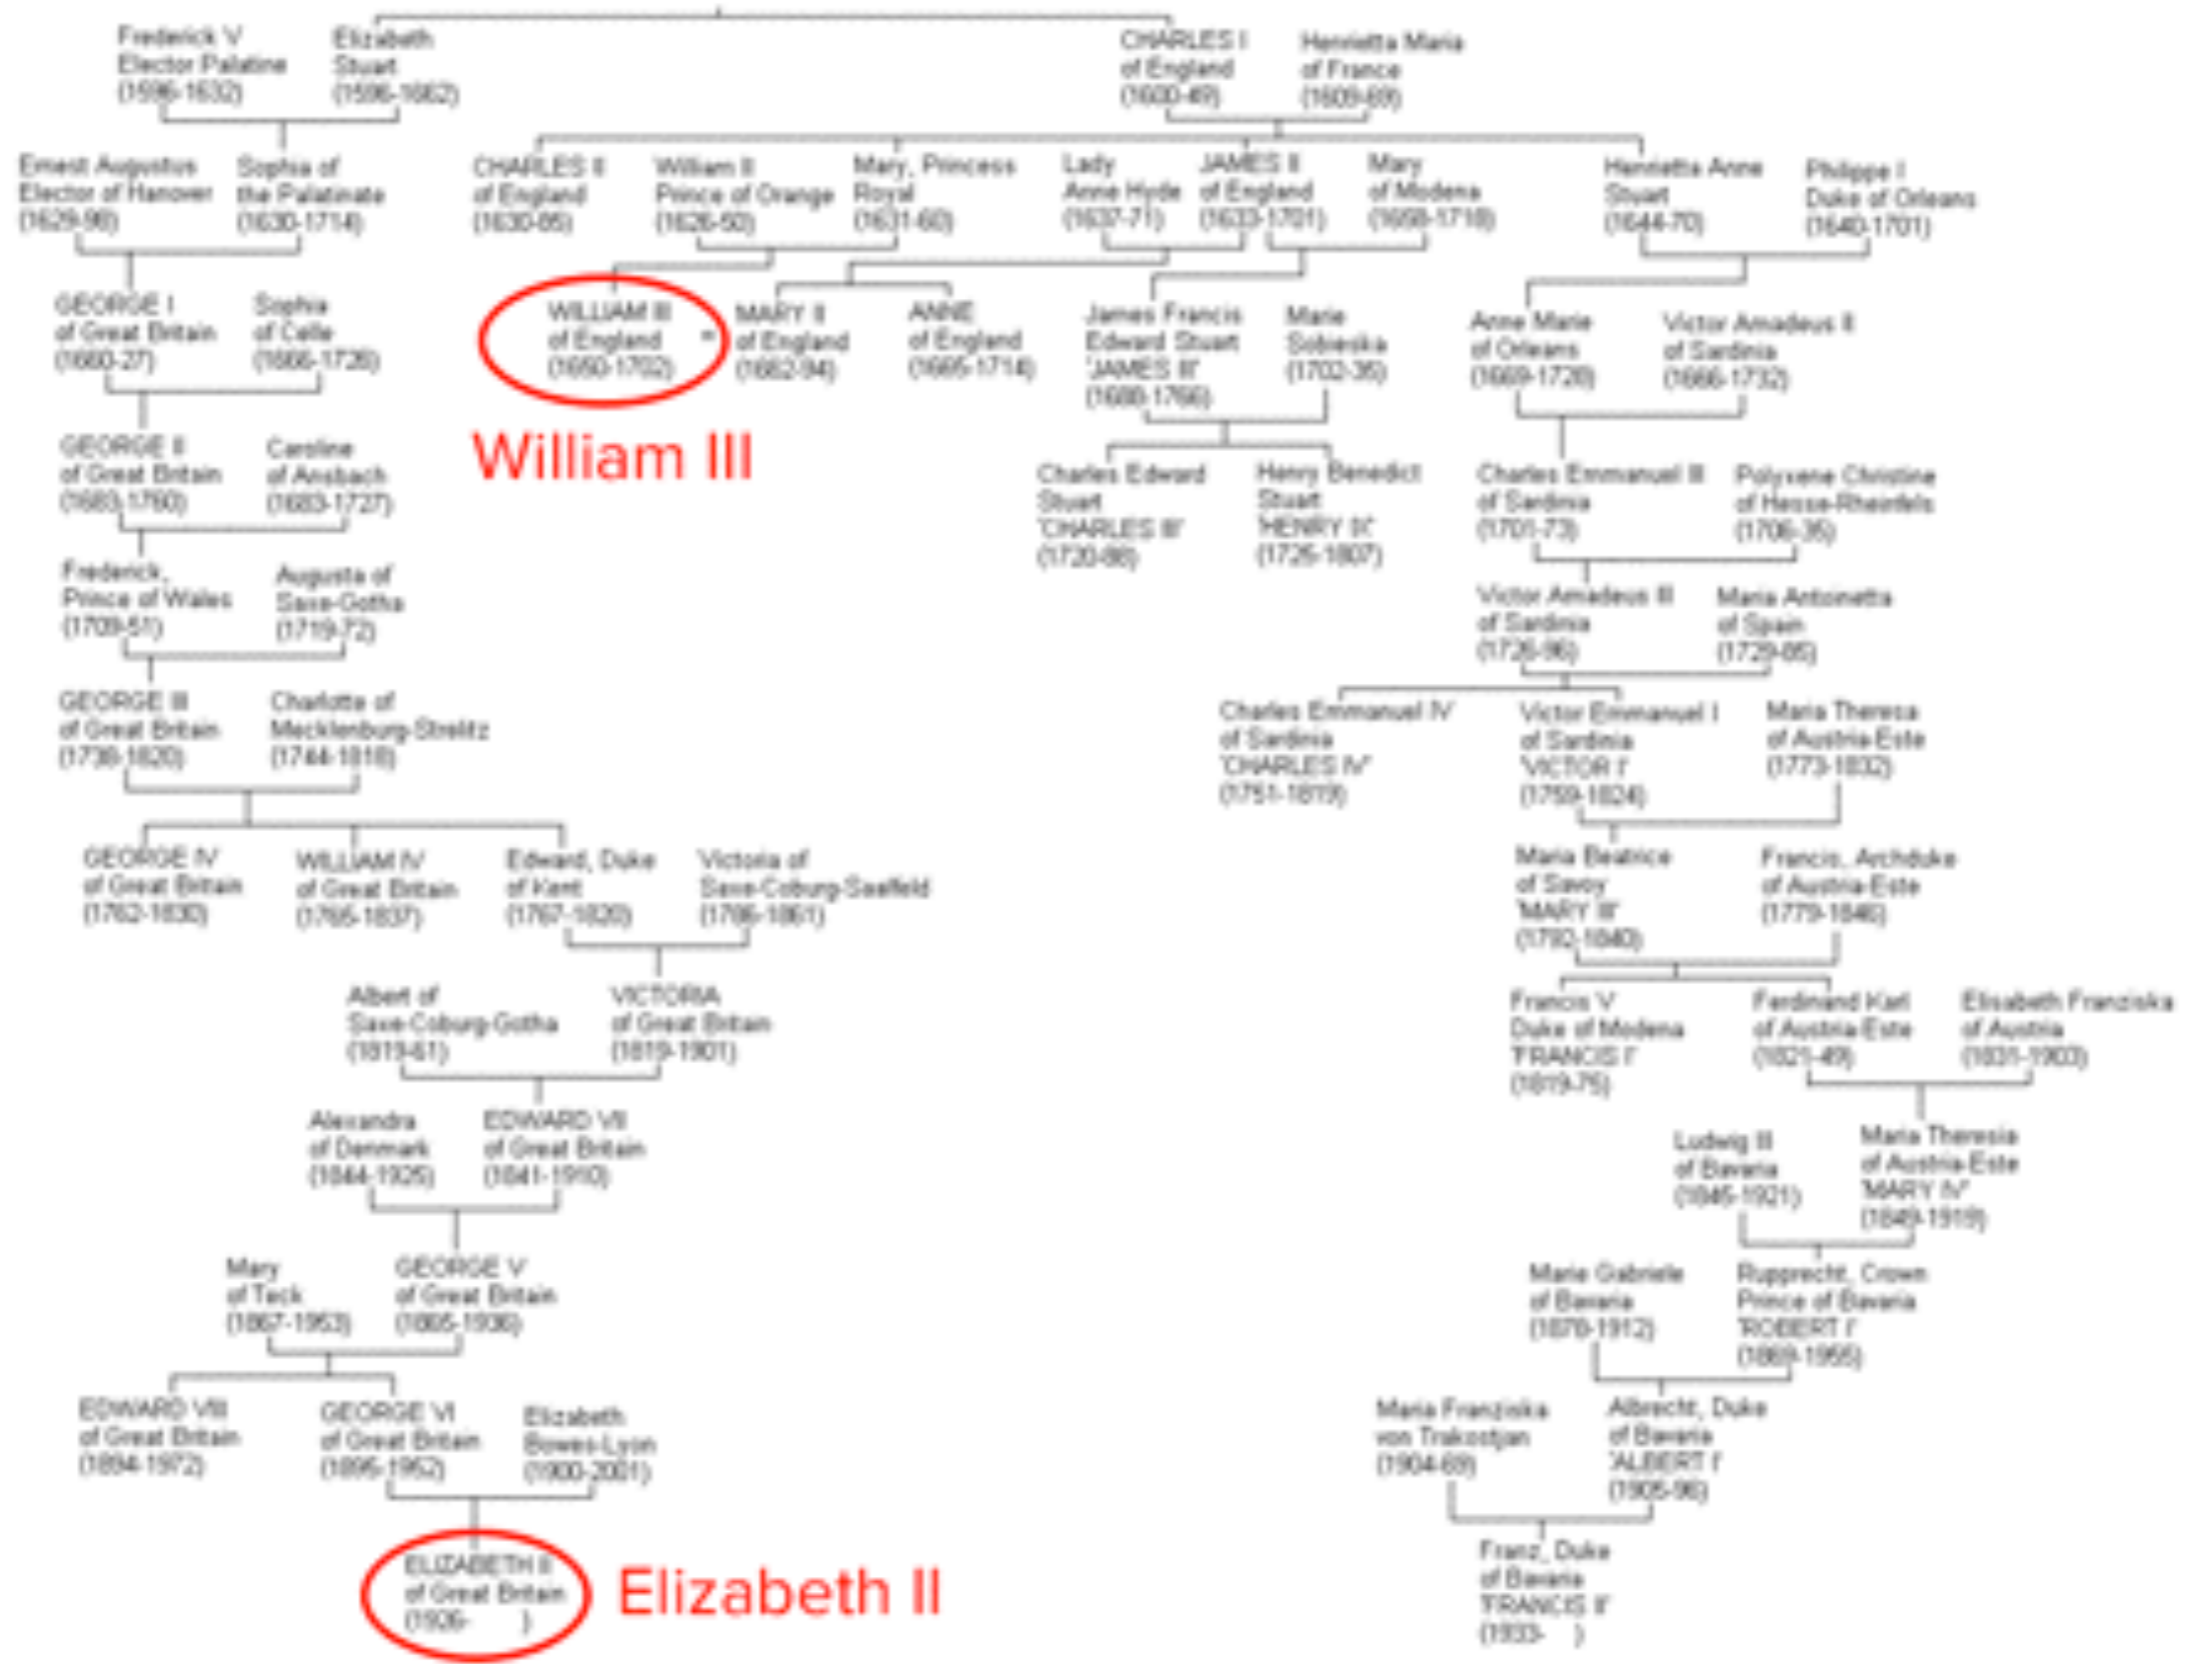 Frederick V
Elector Palatine
(1596-1632)
Elizabeth
Stuart
(1596-1662)
CHARLES I
of England
(1600-49)
Henrietta Maria
of France
(1609-69)
Ernest Augustus
Elector of Hanover
(1629-98)
Sophia of
the Palatinate
(1630-1714)
CHARLES II
of England
(1630-85)
William II
Prince of Orange
(1626-50)
Mary, Princess
Royal
(1631-60)
Lady
Anne Hyde
(1637-71)
JAMES II
of England
(1633-1701)
Mary
of Modena
(1658-1718)
Henrietta Anne
Stuart
(1644-70)
Philippe I
Duke of Orleans
(1640-1701)
GEORGE I
of Great Britain
(1660-27)
Sophia
of Celle
(1666-1726)
WILLIAM III
of England
(1650-1702)
=
MARY II
of England
(1662-94)
ANNE
of England
(1665-1714)
James Francis
Edward Stuart
'JAMES III'
(1688-1766)
Marie
Sobieska
(1702-35)
Anne Marie
of Orleans
(1669-1728)
Victor Amadeus II
of Sardinia
(1666-1732)
William III
GEORGE II
of Great Britain
(1683-1760)
Caroline
of Ansbach
(1683-1727)
Charles Edward
Stuart
'CHARLES III'
(1720-88)
Henry Benedict
Stuart
'HENRY IX'
(1725-1807)
Charles Emmanuel III
of Sardinia
(1701-73)
Polyxene Christine
of Hesse-Rheinfels
(1706-35)
Frederick,
Prince of Wales
(1709-51)
Augusta of
Saxe-Gotha
(1719-72)
Victor Amadeus III
of Sardinia
(1726-96)
Maria Antoinetta
of Spain
(1729-85)
GEORGE III
of Great Britain
(1738-1820)
Charlotte of
Mecklenburg-Strelitz
(1744-1818)
Charles Emmanuel IV
of Sardinia
'CHARLES IV'
(1751-1819)
Victor Emmanuel I
of Sardinia
'VICTOR I'
(1759-1824)
Maria Theresa
of Austria-Este
(1773-1832)
GEORGE IV
of Great Britain
(1762-1830)
WILLIAM IV
of Great Britain
(1765-1837)
Edward, Duke
of Kent
(1767-1820)
Victoria of
Saxe-Coburg-Saalfeld
(1786-1861)
Maria Beatrice
of Savoy
'MARY III'
(1792-1840)
Francis, Archduke
of Austria-Este
(1779-1846)
Albert of
Saxe-Coburg-Gotha
(1819-61)
VICTORIA
of Great Britain
(1819-1901)
Francis V
Duke of Modena
'FRANCIS I'
(1819-75)
Ferdinand Karl
of Austria-Este
(1821-49)
Elisabeth Franziska
of Austria
(1831-1903)
Alexandra
of Denmark
(1844-1925)
EDWARD VII
of Great Britain
(1841-1910)
Ludwig III
of Bavaria
(1845-1921)
Maria Theresia
of Austria-Este
'MARY IV'
(1849-1919)
Mary
of Teck
(1867-1953)
GEORGE V
of Great Britain
(1865-1936)
Marie Gabriele
of Bavaria
(1878-1912)
Rupprecht, Crown
Prince of Bavaria
'ROBERT I'
(1869-1955)
EDWARD VIII
of Great Britain
(1894-1972)
GEORGE VI
of Great Britain
(1895-1952)
Elizabeth
Bowes-Lyon
(1900-2001)
Maria Franziska
von Trakostjan
(1904-69)
Albrecht, Duke
of Bavaria
'ALBERT I'
(1905-96)
ELIZABETH II
of Great Britain
(1926- )
Elizabeth II
Franz, Duke
of Bavaria
'FRANCIS II'
(1933- )